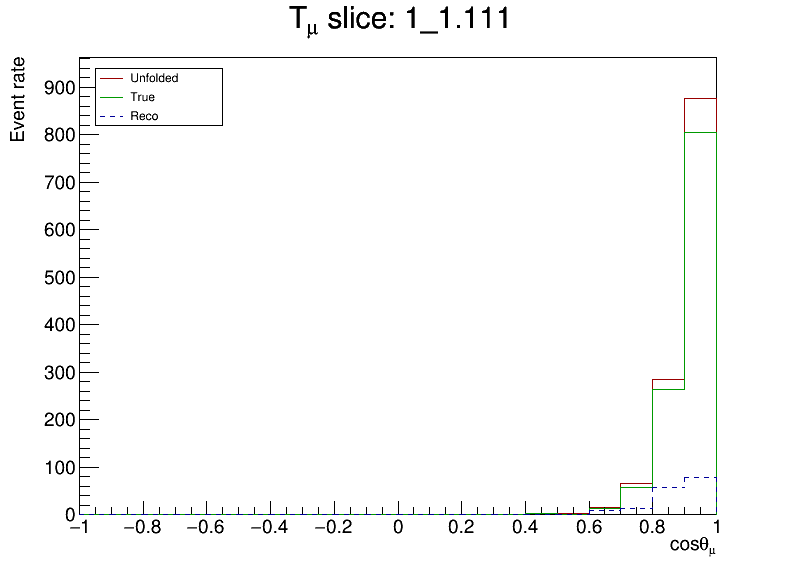 Tμ slice: 1_1.111
Event rate
Unfolded
True
Reco
900
800
700
600
500
400
300
200
100
0
−1 −0.8 −0.6 −0.4 −0.2 0 0.2 0.4 0.6 0.8 1
cosθμ